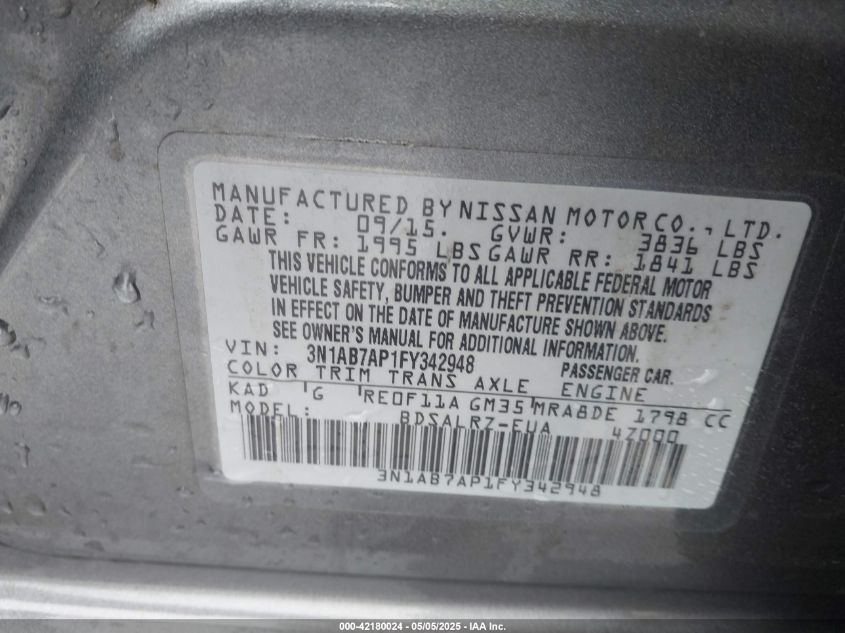 MANUFACTURED BY NISSAN MOTOR CO., LTD.
DATE: 09/15. GVWR: 3836 LBS
GAWR FR: 1995 LBS GAWR RR: 1841 LBS
THIS VEHICLE CONFORMS TO ALL APPLICABLE FEDERAL MOTOR
VEHICLE SAFETY, BUMPER AND THEFT PREVENTION STANDARDS
IN EFFECT ON THE DATE OF MANUFACTURE SHOWN ABOVE.
SEE OWNER'S MANUAL FOR ADDITIONAL INFORMATION.
VIN: 3N1AB7AP1FY342948 PASSENGER CAR.
COLOR TRIM TRANS AXLE ENGINE
KAD G RE0F11A GM35 MRA8DE 1798 CC
MODEL: BDSALRZ-EUA 4Z000
3N1AB7AP1FY342948
000-42180024 - 05/05/2025 - IAA Inc.